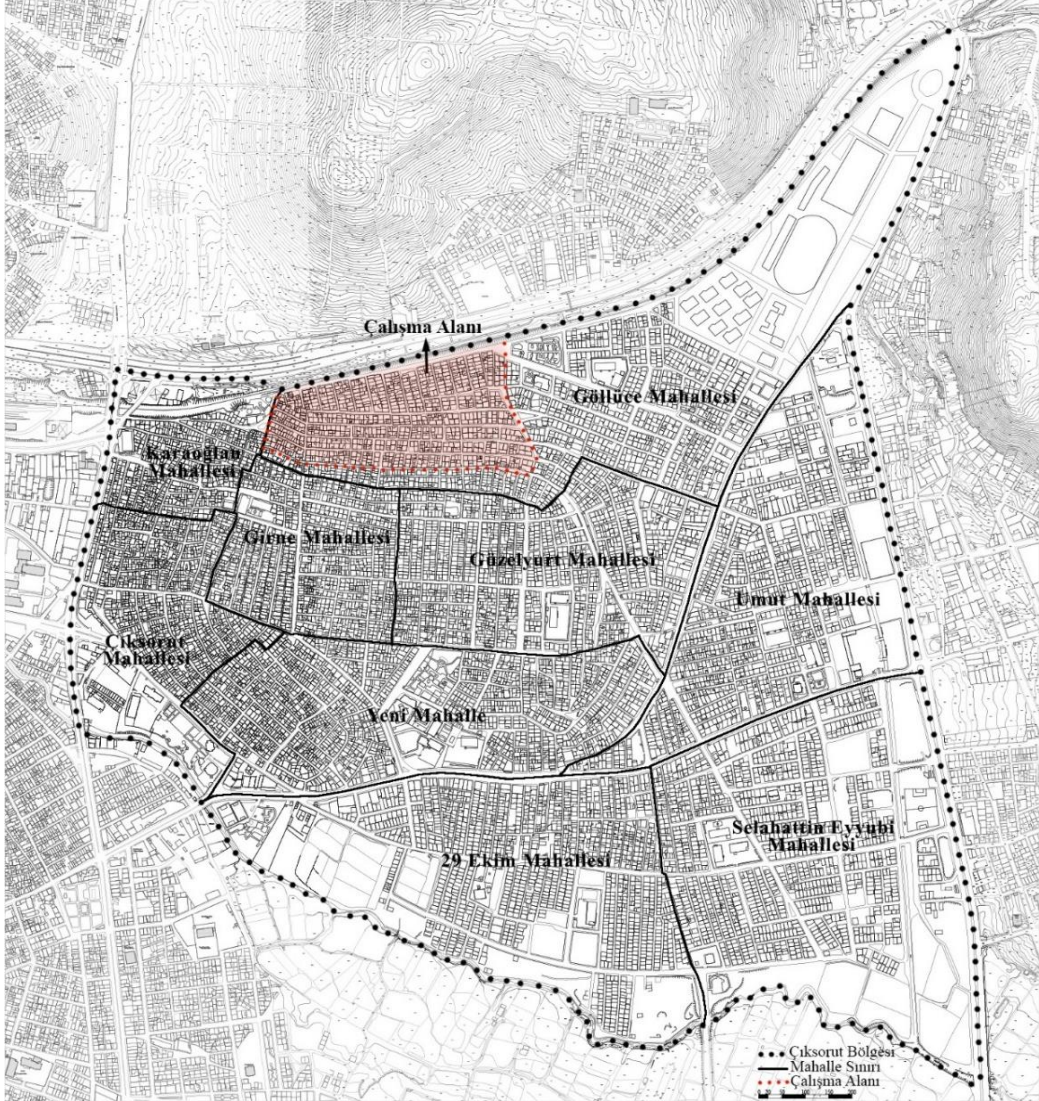 Çalışma Alanı
Göllüce Mahallesi
Karaoğlan
Mahallesi
Girne Mahallesi
Güzelyurt Mahallesi
Umut Mahallesi
Çıksorut
Mahallesi
Yeni Mahalle
Selahattin Eyyubi
Mahallesi
29 Ekim Mahallesi
Çıksorut Bölgesi
Mahalle Sınırı
Çalışma Alanı